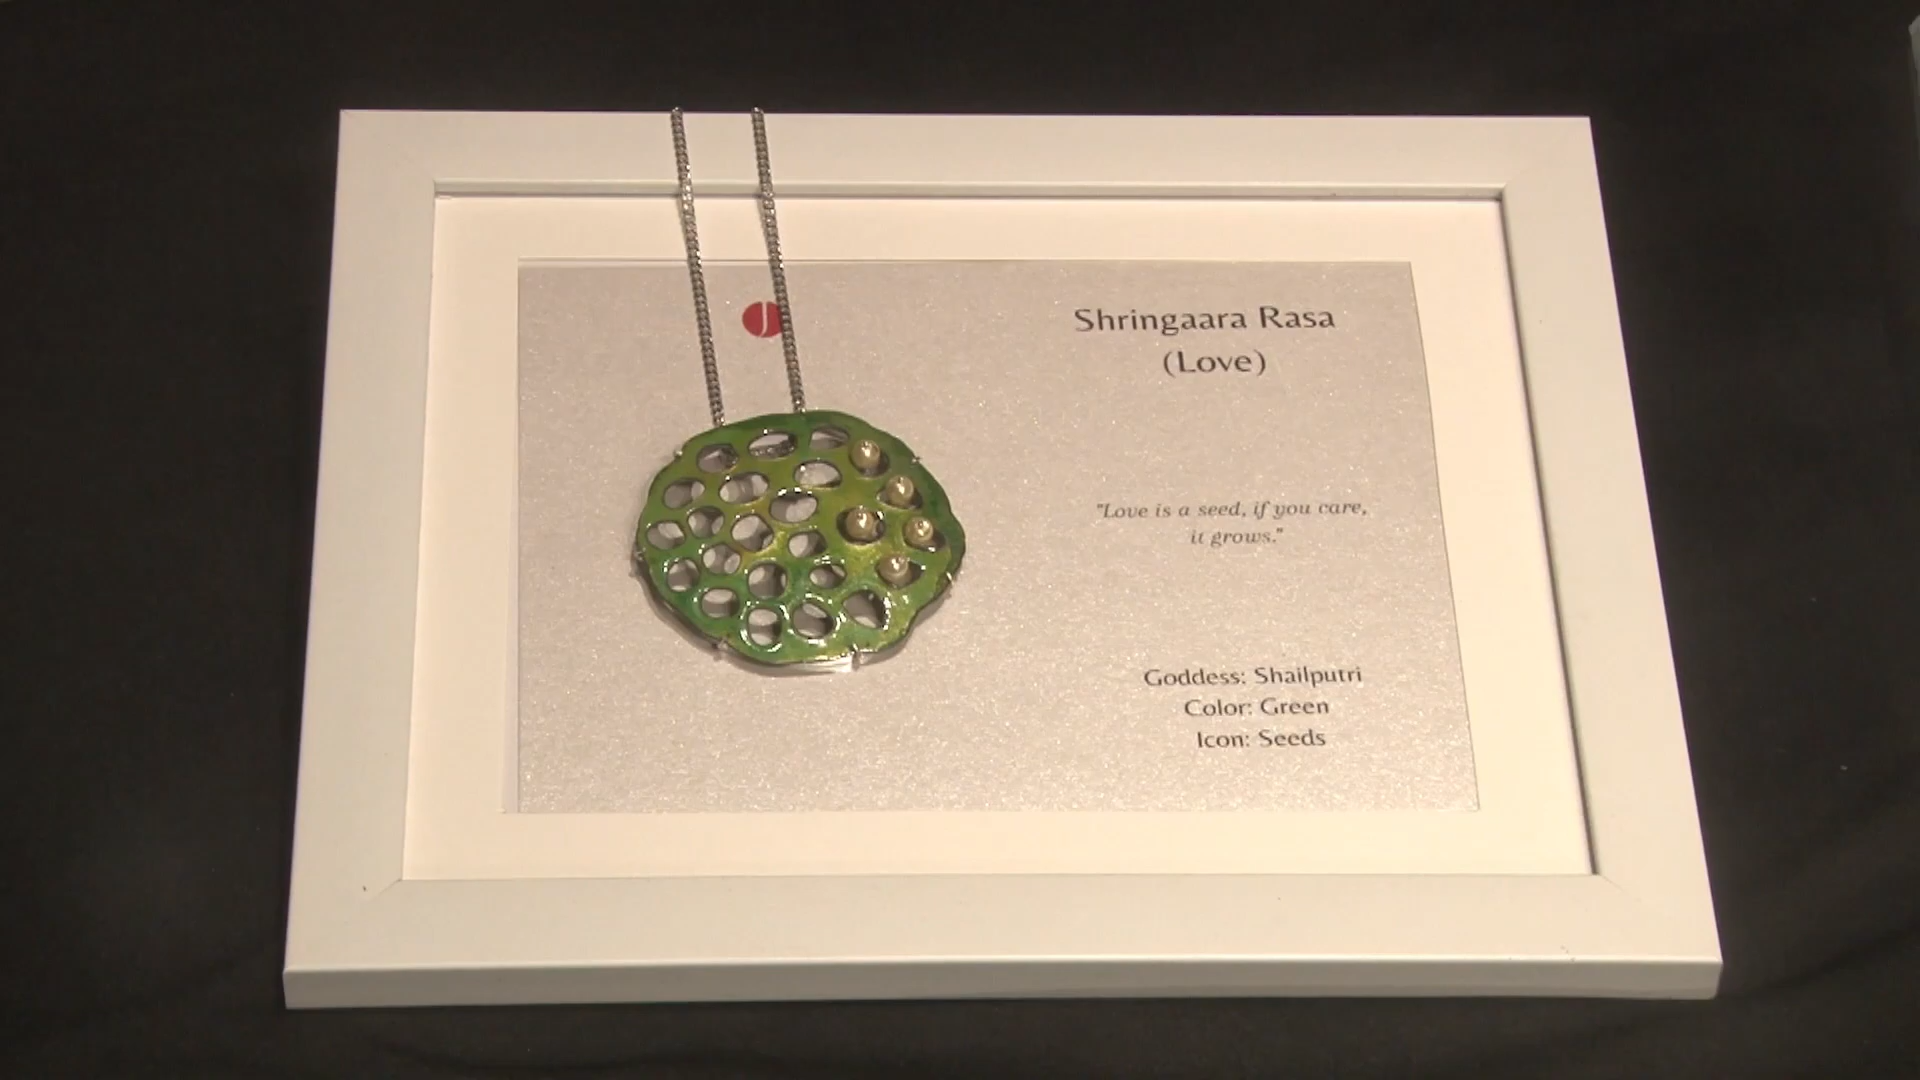 Shringaara Rasa
(Love)
"Love is a seed, if you care,
it grows."
Goddess: Shailputri
Color: Green
Icon: Seeds